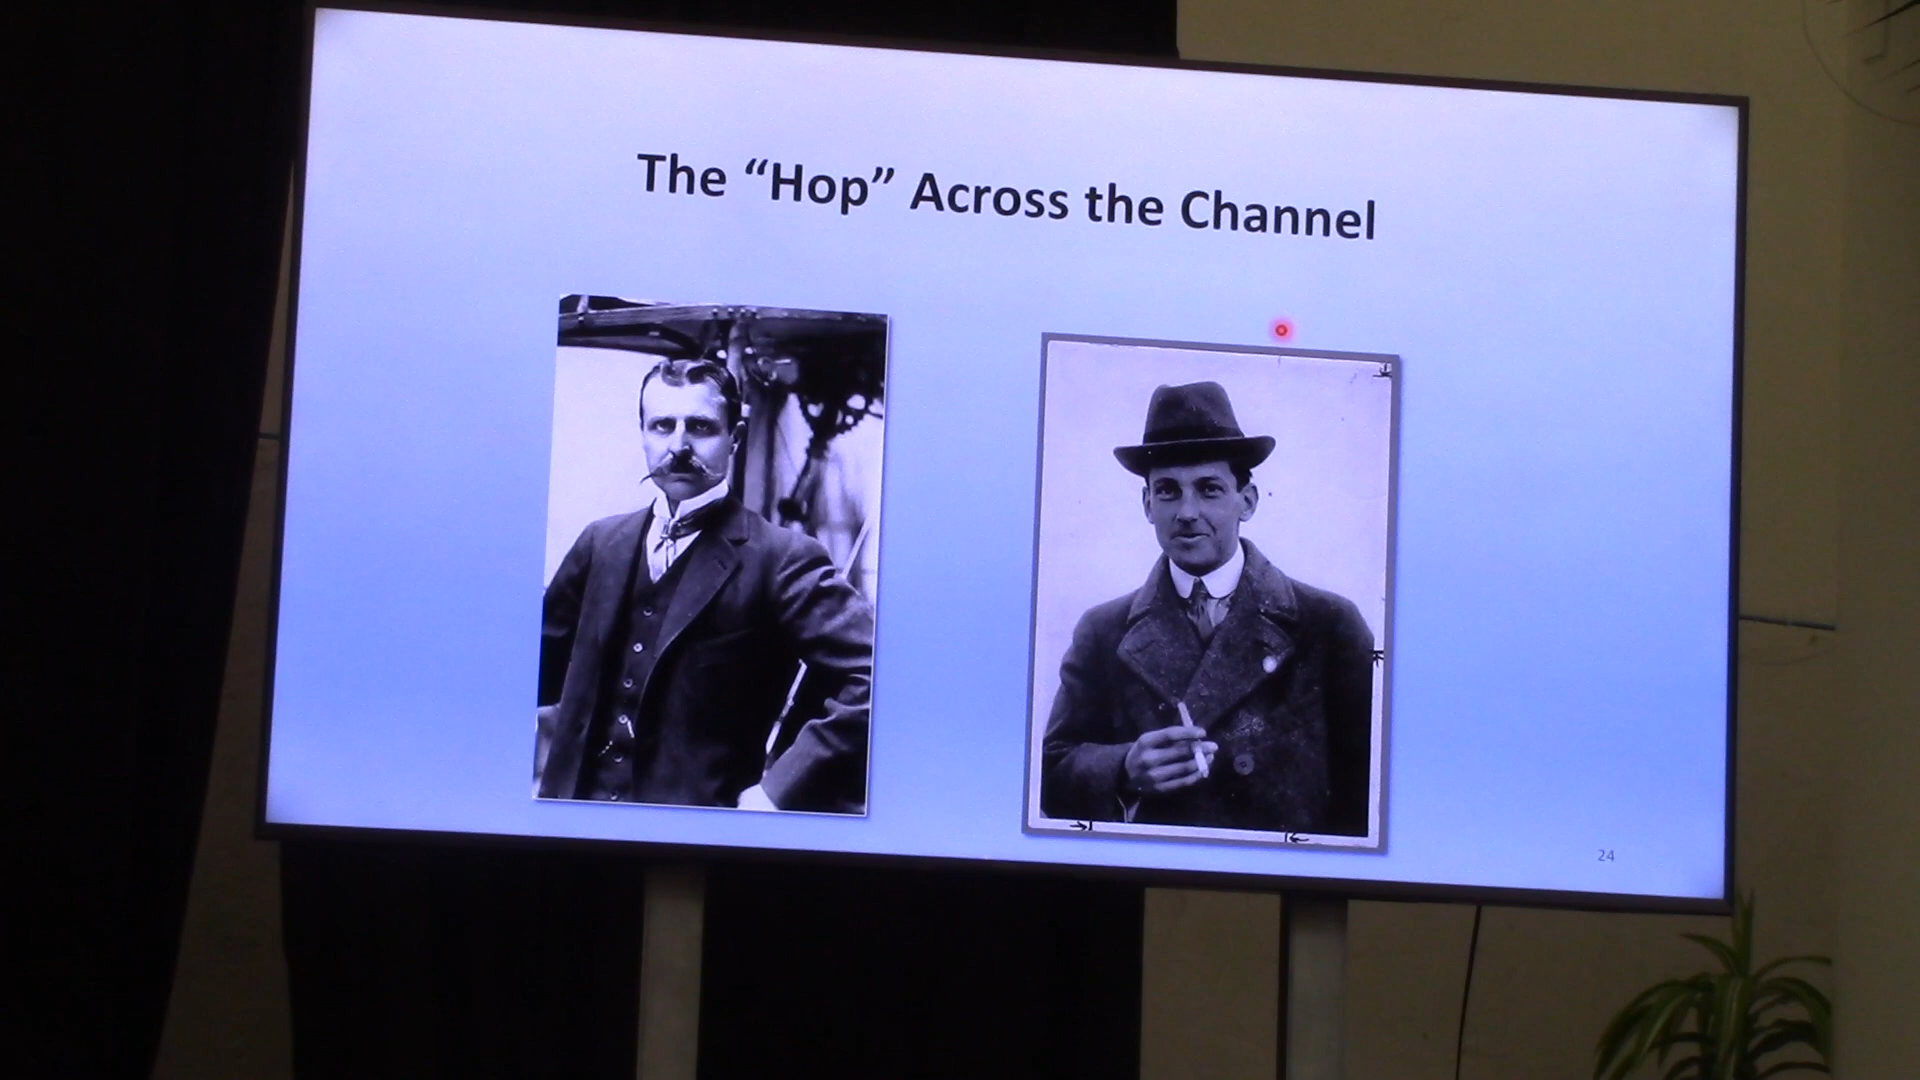 The “Hop” Across the Channel
24